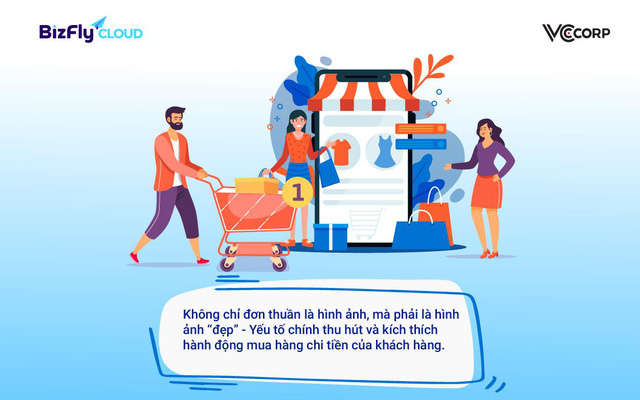 BizFly CLOUD
VCCORP
1
Không chỉ đơn thuần là hình ảnh, mà phải là hình
ảnh “đẹp” - Yếu tố chính thu hút và kích thích
hành động mua hàng chi tiền của khách hàng.